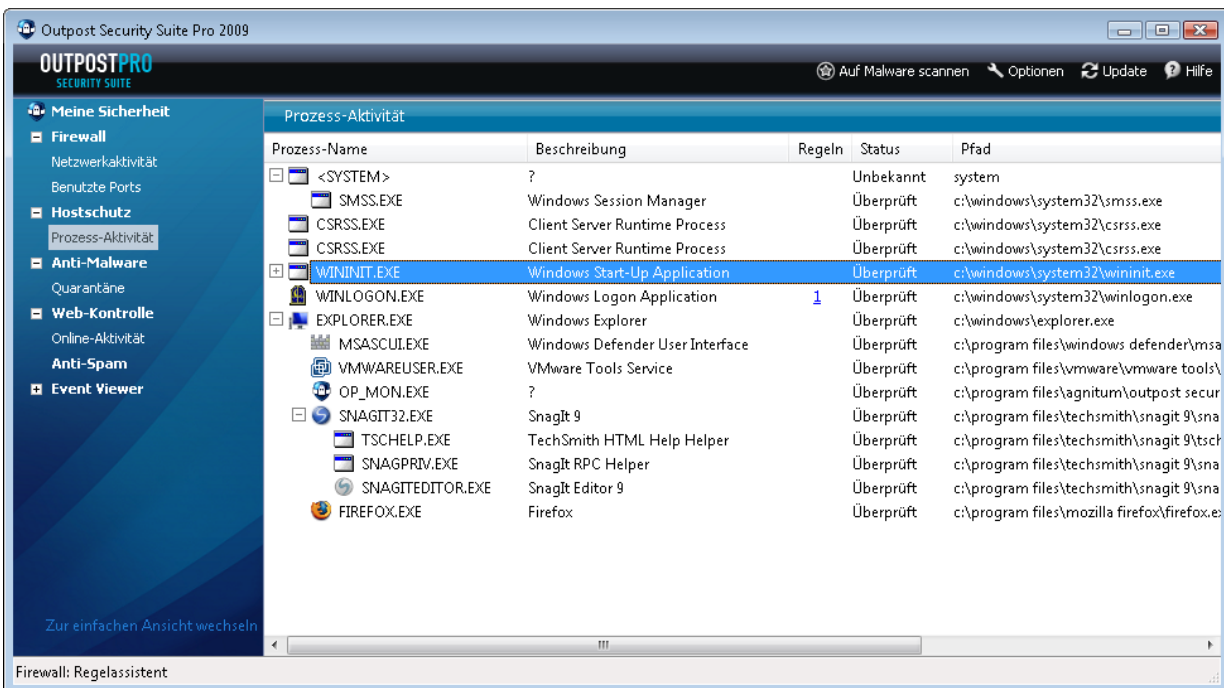 Outpost Security Suite Pro 2009
OUTPOSTPRO
SECURITY SUITE
Auf Malware scannen Optionen Update Hilfe
Meine Sicherheit
Firewall
Netzwerkaktivität
Benutzte Ports
Hostschutz
Prozess-Aktivität
Anti-Malware
Quarantäne
Web-Kontrolle
Online-Aktivität
Anti-Spam
Event Viewer
Zur einfachen Ansicht wechseln
Prozess-Aktivität
Prozess-Name Beschreibung Regeln Status Pfad
<SYSTEM> ? Unbekannt system
SMSS.EXE Windows Session Manager Überprüft c:\windows\system32\smss.exe
CSRSS.EXE Client Server Runtime Process Überprüft c:\windows\system32\csrss.exe
CSRSS.EXE Client Server Runtime Process Überprüft c:\windows\system32\csrss.exe
WININIT.EXE Windows Start-Up Application Überprüft c:\windows\system32\wininit.exe
WINLOGON.EXE Windows Logon Application 1 Überprüft c:\windows\system32\winlogon.exe
EXPLORER.EXE Windows Explorer Überprüft c:\windows\explorer.exe
MSASCUI.EXE Windows Defender User Interface Überprüft c:\program files\windows defender\msa
VMWAREUSER.EXE VMware Tools Service Überprüft c:\program files\vmware\vmware tools\
OP_MON.EXE ? Überprüft c:\program files\agnitum\outpost secur
SNAGIT32.EXE SnagIt 9 Überprüft c:\program files\techsmith\snagit 9\sna
TSCHELP.EXE TechSmith HTML Help Helper Überprüft c:\program files\techsmith\snagit 9\tsch
SNAGPRIV.EXE SnagIt RPC Helper Überprüft c:\program files\techsmith\snagit 9\sna
SNAGITEDITOR.EXE SnagIt Editor 9 Überprüft c:\program files\techsmith\snagit 9\sna
FIREFOX.EXE Firefox Überprüft c:\program files\mozilla firefox\firefox.e
Firewall: Regelassistent